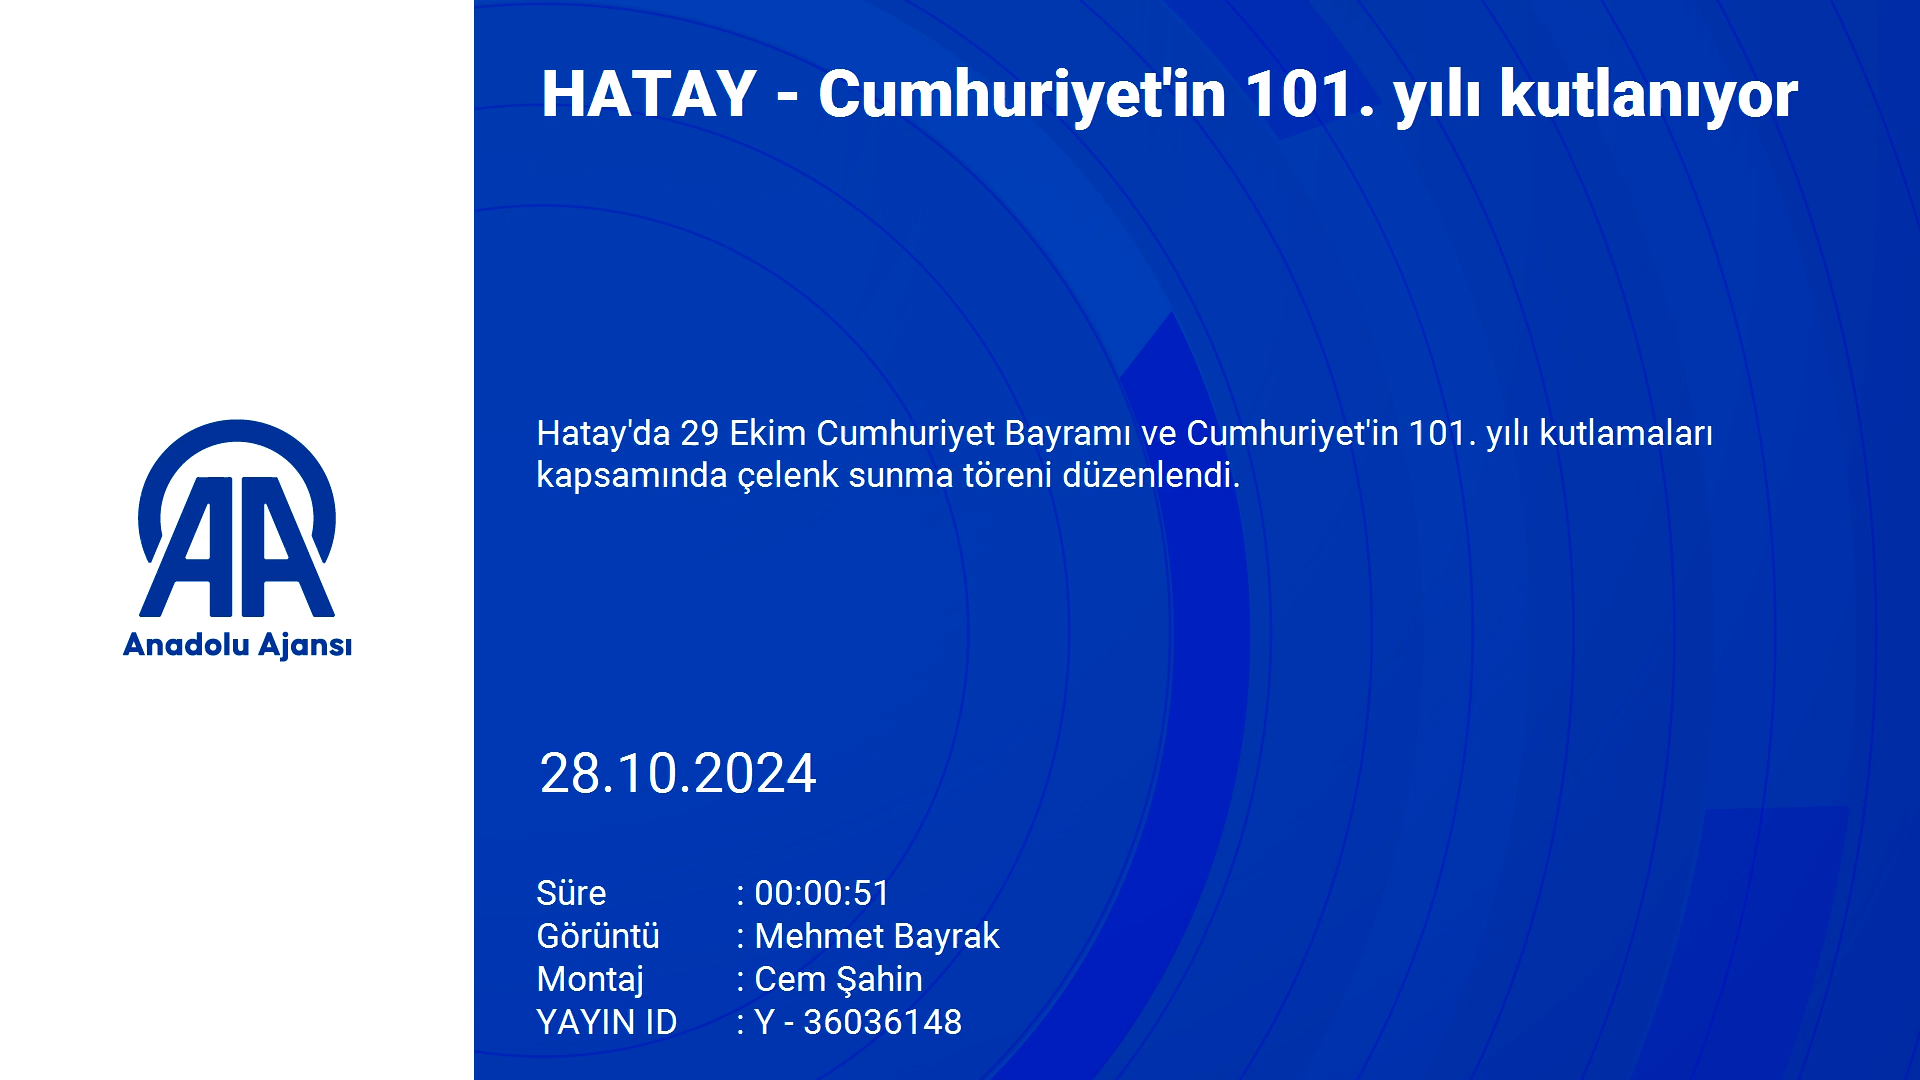 HATAY - Cumhuriyet'in 101. yılı kutlanıyor
Hatay'da 29 Ekim Cumhuriyet Bayramı ve Cumhuriyet'in 101. yılı kutlamaları
kapsamında çelenk sunma töreni düzenlendi.
AA
Anadolu Ajansı
28.10.2024
Süre : 00:00:51
Görüntü : Mehmet Bayrak
Montaj : Cem Şahin
YAYIN ID : Y - 36036148